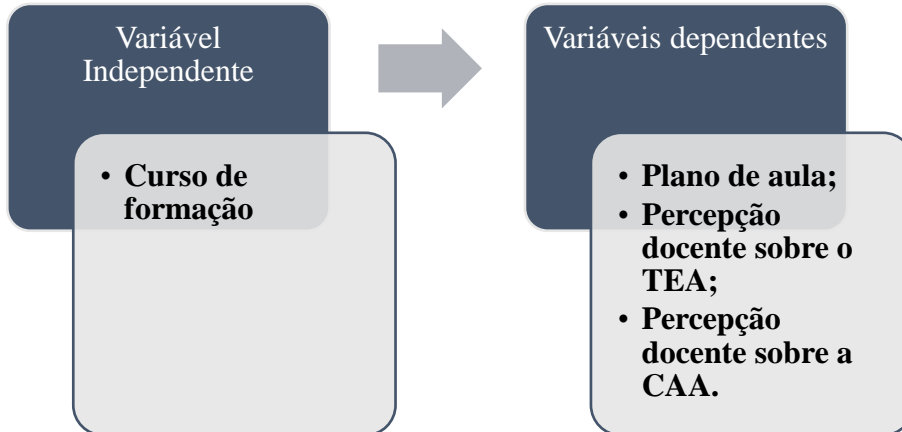 Variável
Independente
• Curso de
formação
Variáveis dependentes
• Plano de aula;
• Percepção
docente sobre o
TEA;
• Percepção
docente sobre a
CAA.